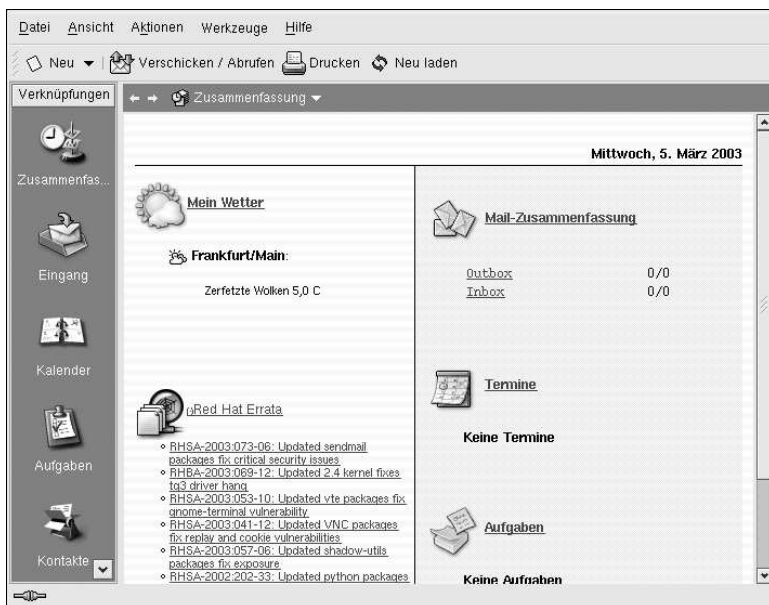 Datei Ansicht Aktionen Werkzeuge Hilfe
Neu Verschicken / Abrufen Drucken Neu laden
Verknüpfungen
Zusammenfassung
Zusammenfas...
Eingang
Kalender
Aufgaben
Kontakte
Mittwoch, 5. März 2003
Mein Wetter
Frankfurt/Main:
Zerfetzte Wolken 5,0 C
Red Hat Errata
RHSA-2003:073-06: Updated sendmail
packages fix critical security issues
RHBA-2003:069-12: Updated 2.4 kernel fixes
tg3 driver hang
RHSA-2003:053-10: Updated vte packages fix
gnome-terminal vulnerability
RHSA-2003:041-12: Updated VNC packages
fix replay and cookie vulnerabilities
RHSA-2003:057-06: Updated shadow-utils
packages fix exposure
RHSA-2002:202-33: Updated python packages
Mail-Zusammenfassung
Outbox 0/0
Inbox 0/0
Termine
Keine Termine
Aufgaben
Keine Aufgaben